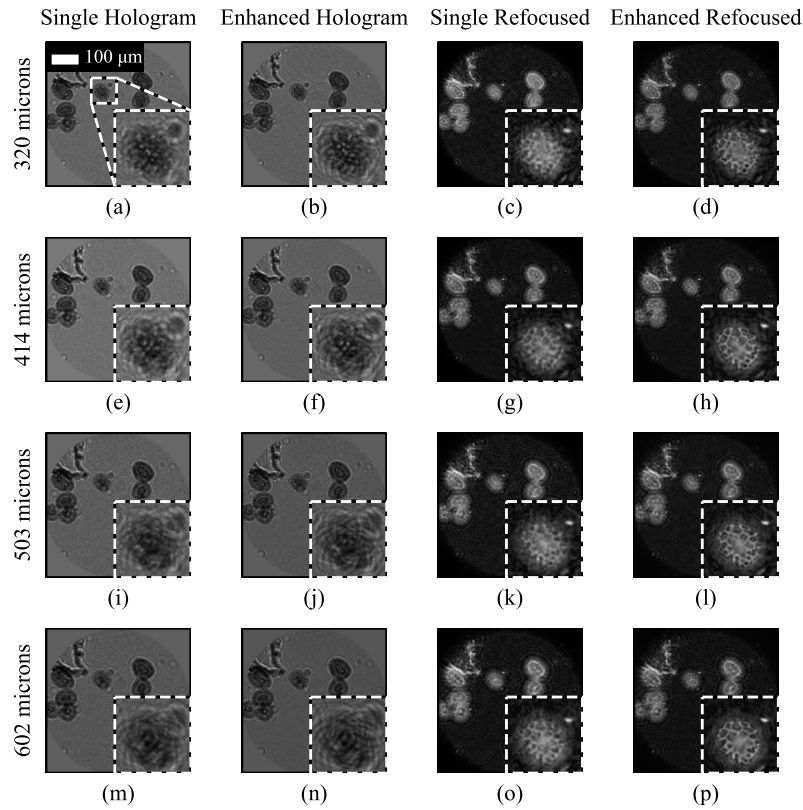 Single Hologram Enhanced Hologram Single Refocused Enhanced Refocused
320 microns
100 μm
(a) (b) (c) (d)
414 microns
(e) (f) (g) (h)
503 microns
(i) (j) (k) (l)
602 microns
(m) (n) (o) (p)